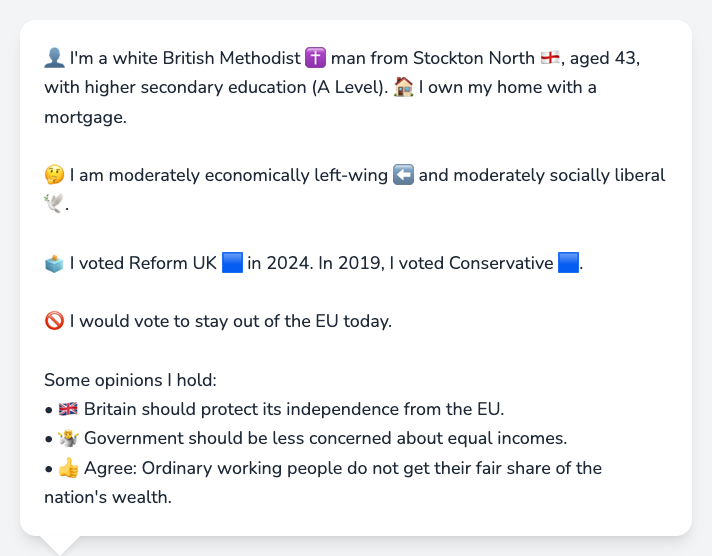 👤 I'm a white British Methodist ✝️ man from Stockton North 🏴󠁧󠁢󠁥󠁮󠁧󠁿, aged 43,
with higher secondary education (A Level). 🏠 I own my home with a
mortgage.
🤔 I am moderately economically left-wing ⬅️ and moderately socially liberal
🕊️.
🗳️ I voted Reform UK 🟦 in 2024. In 2019, I voted Conservative 🟦.
🚫 I would vote to stay out of the EU today.
Some opinions I hold:
• 🇬🇧 Britain should protect its independence from the EU.
• 🤷 Government should be less concerned about equal incomes.
• 👍 Agree: Ordinary working people do not get their fair share of the
nation's wealth.